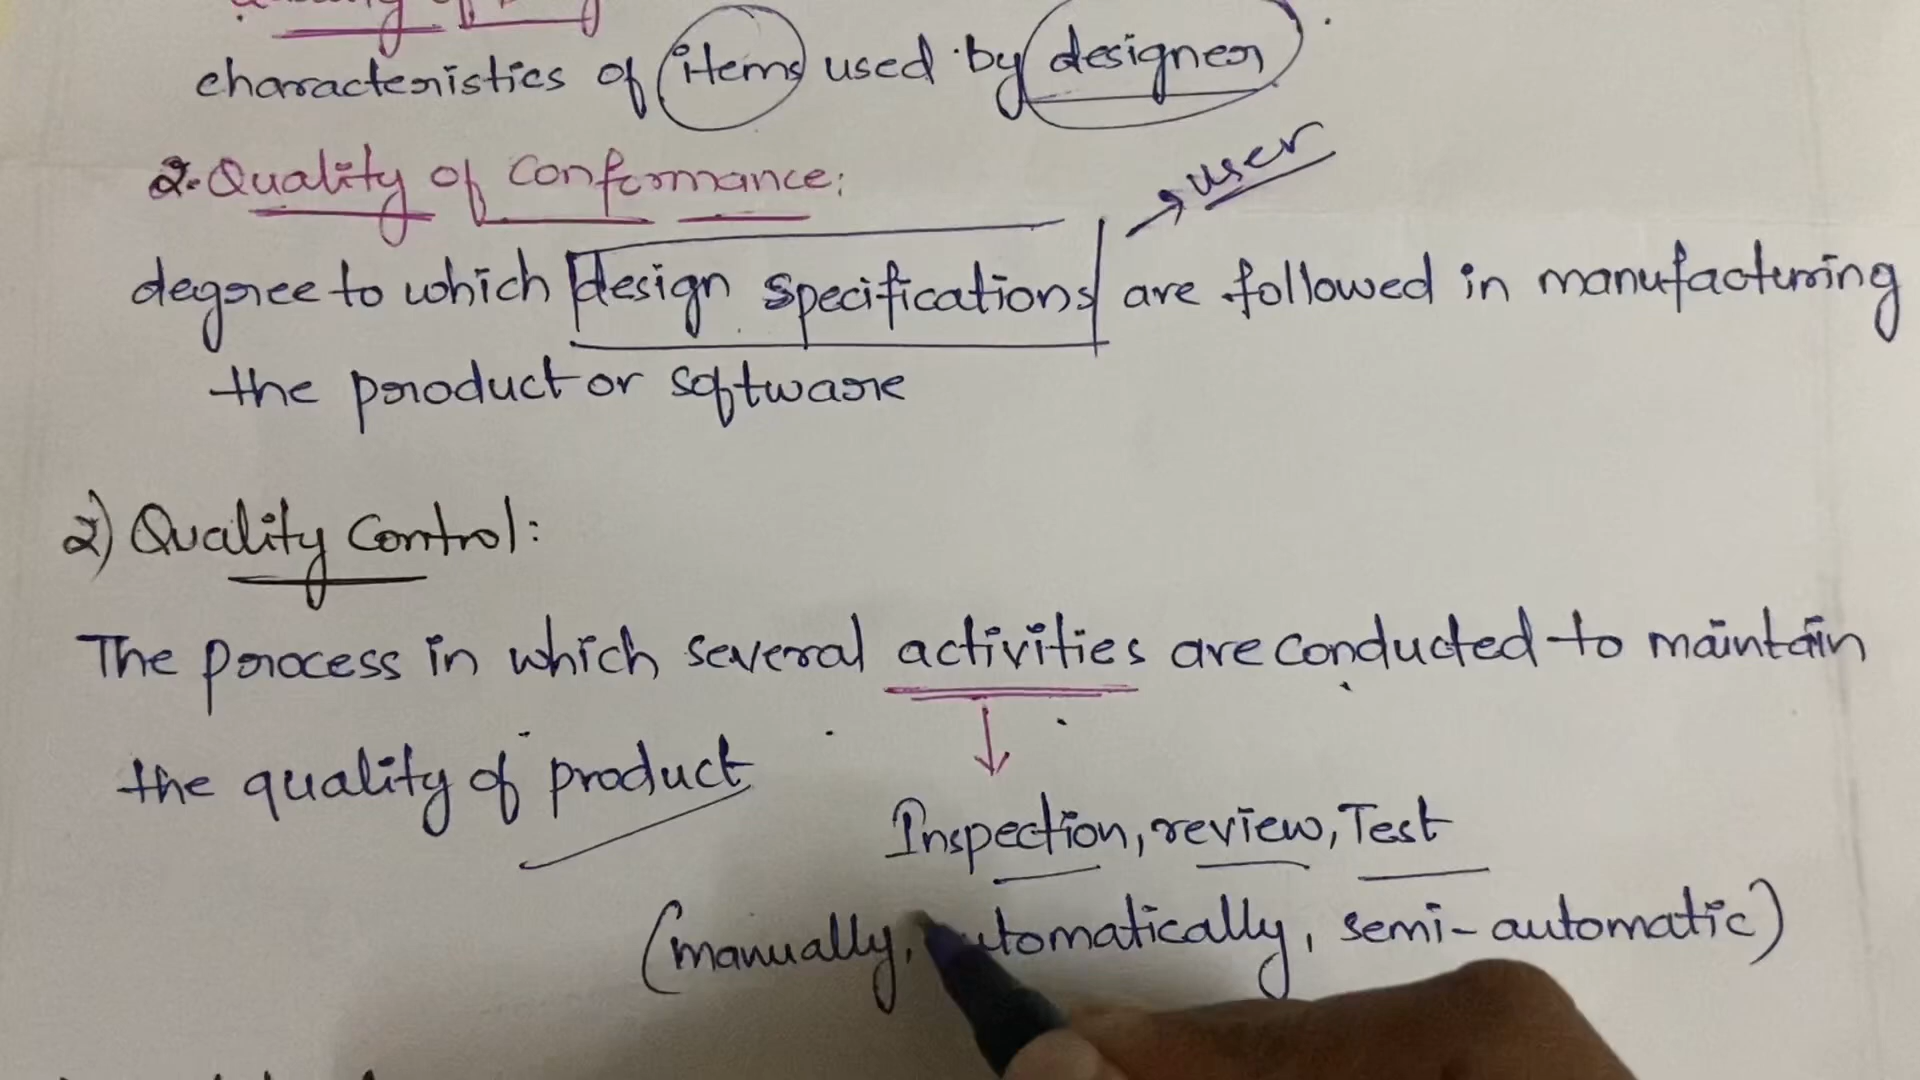 characteristics of items used by designer
2. Quality of conformance:
user
degree to which design specifications are followed in manufacturing
the product or software
2) Quality Control:
The process in which several activities are conducted to maintain
the quality of product
Inspection, review, Test
(manually, automatically, semi-automatic)